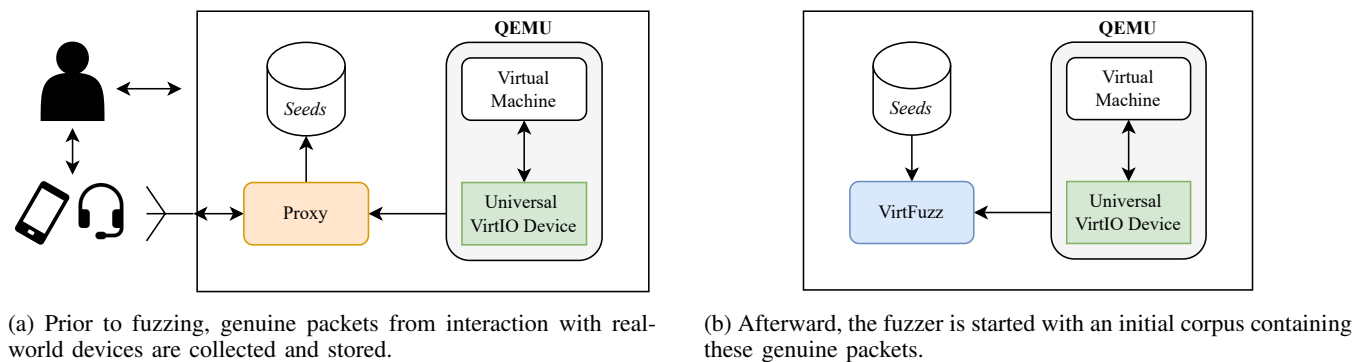 QEMU
Virtual
Machine
Seeds
Proxy
Universal
VirtIO Device
(a) Prior to fuzzing, genuine packets from interaction with real-
world devices are collected and stored.
QEMU
Virtual
Machine
Seeds
VirtFuzz
Universal
VirtIO Device
(b) Afterward, the fuzzer is started with an initial corpus containing
these genuine packets.